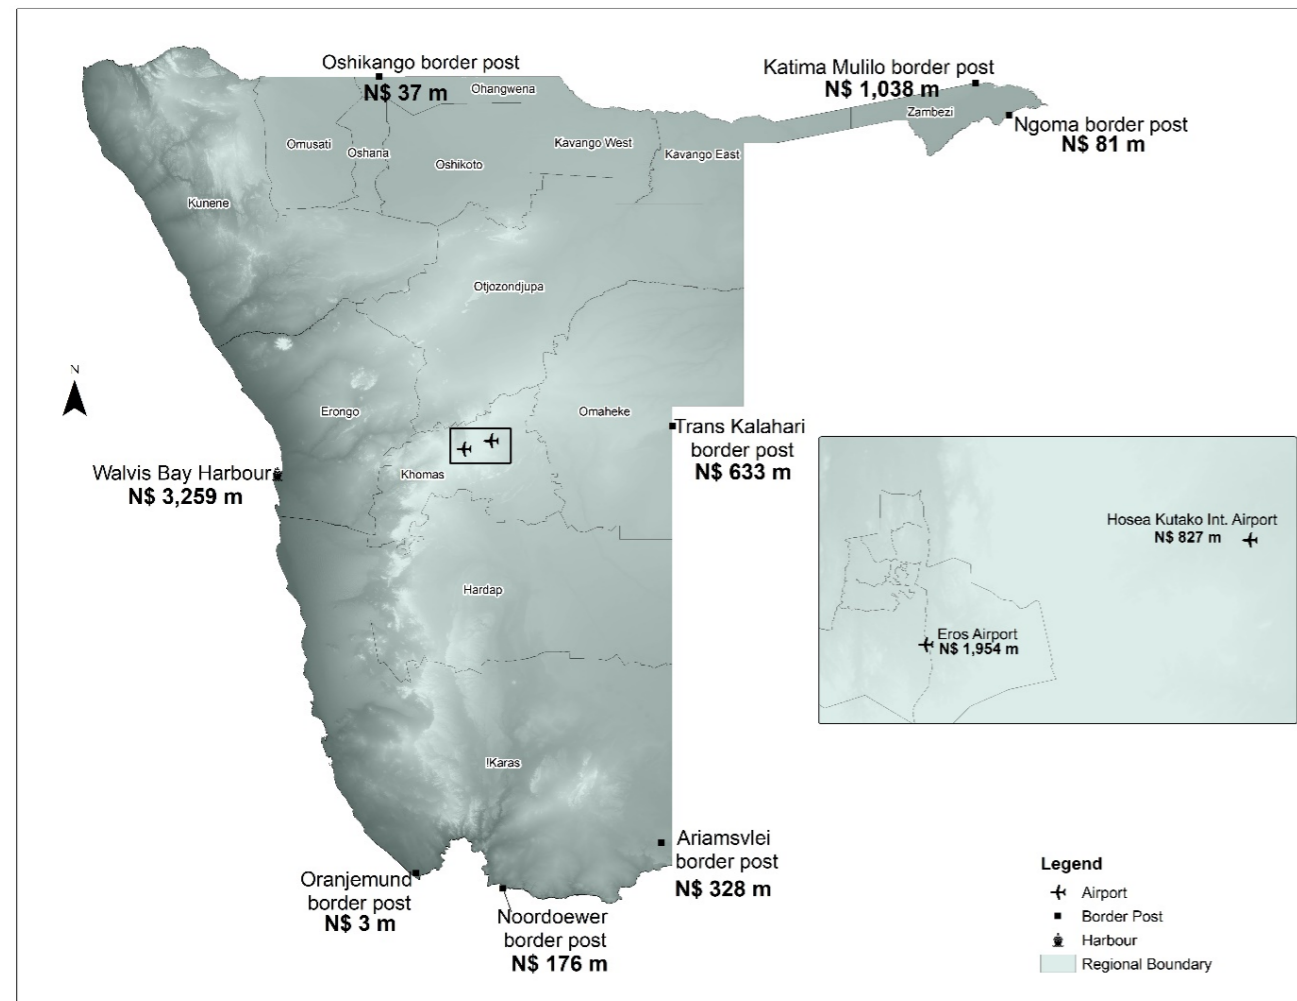 Oshikango border post
N$ 37 m
Ohangwena
Katima Mulilo border post
N$ 1,038 m
Zambezi
Ngoma border post
N$ 81 m
Omusati
Oshana
Oshikoto
Kavango West
Kavango East
Kunene
Otjozondjupa
N
Erongo
Omaheke
Trans Kalahari
border post
N$ 633 m
Walvis Bay Harbour
N$ 3,259 m
Khomas
Hosea Kutako Int. Airport
N$ 827 m
Eros Airport
N$ 1,954 m
Hardap
!Karas
Ariamsvlei
border post
N$ 328 m
Oranjemund
border post
N$ 3 m
Noordoewer
border post
N$ 176 m
Legend
Airport
Border Post
Harbour
Regional Boundary